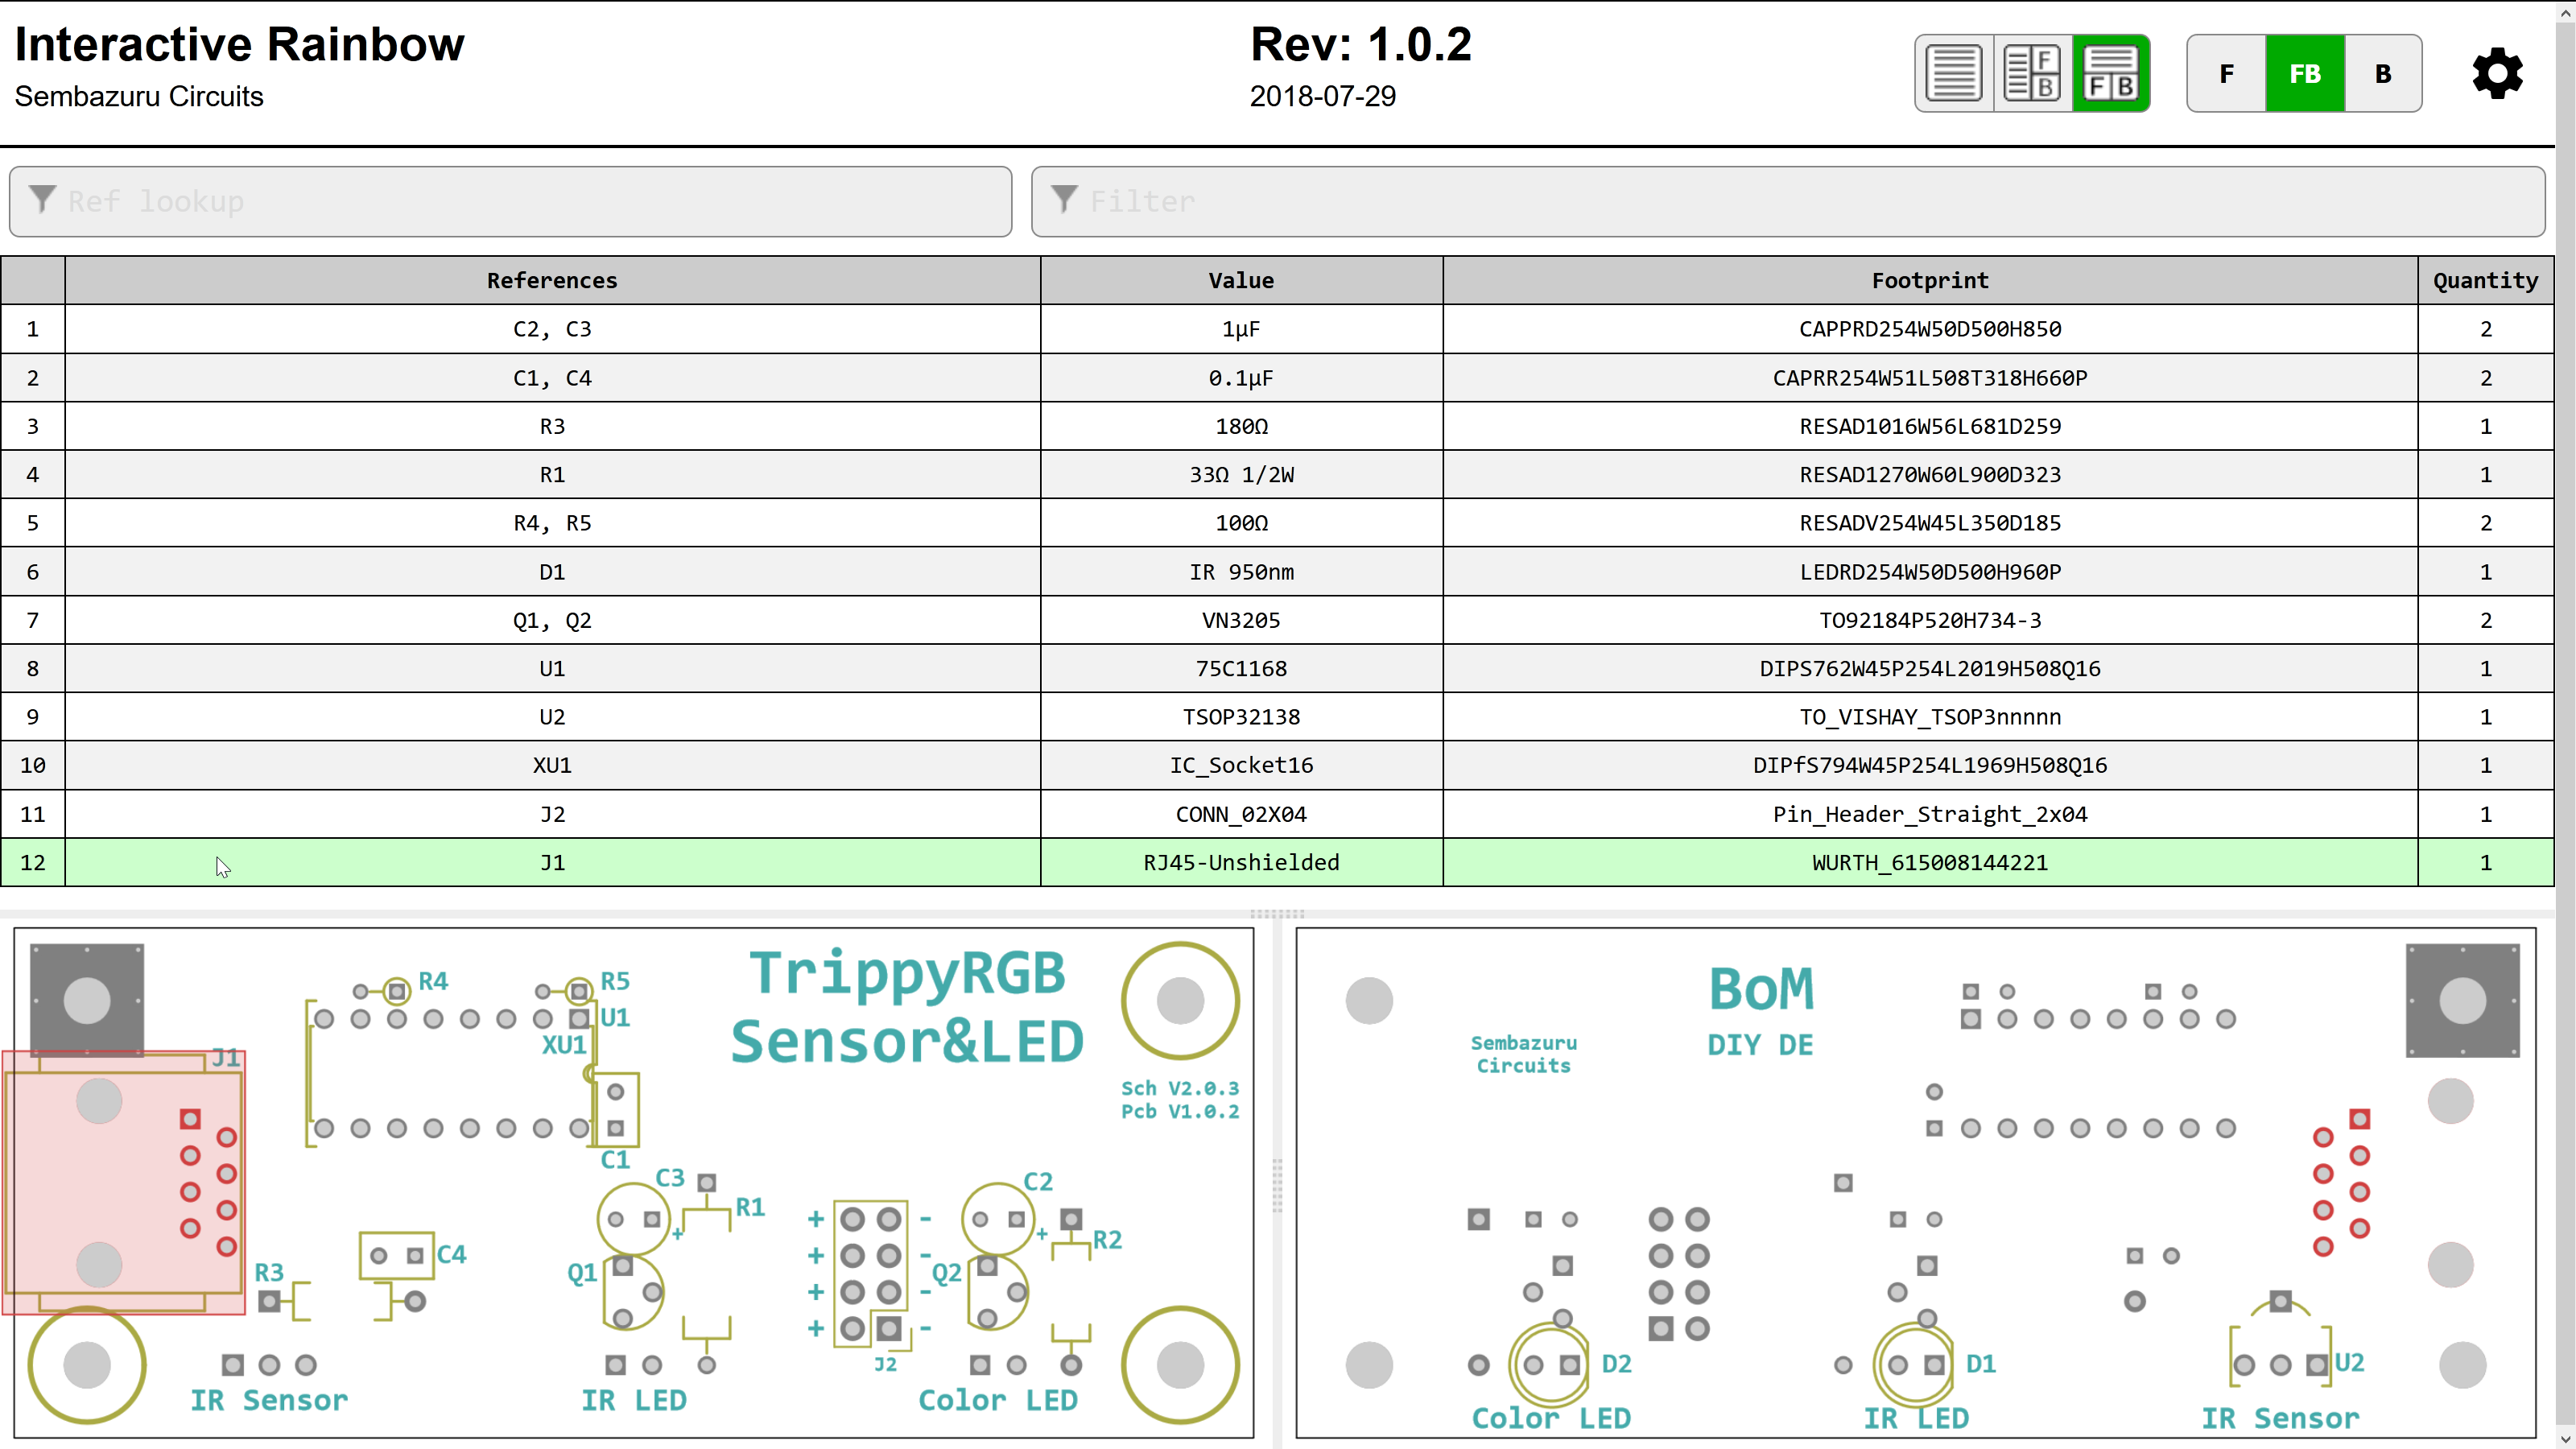 Interactive Rainbow
Sembazuru Circuits
Rev: 1.0.2
2018-07-29
F
B
F B
F
FB
B
Ref lookup
Filter
References Value Footprint Quantity
1 C2, C3 1µF CAPPRD254W50D500H850 2
2 C1, C4 0.1µF CAPRR254W51L508T318H660P 2
3 R3 180Ω RESAD1016W56L681D259 1
4 R1 33Ω 1/2W RESAD1270W60L900D323 1
5 R4, R5 100Ω RESADV254W45L350D185 2
6 D1 IR 950nm LEDRD254W50D500H960P 1
7 Q1, Q2 VN3205 TO92184P520H734-3 2
8 U1 75C1168 DIPS762W45P254L2019H508Q16 1
9 U2 TSOP32138 TO_VISHAY_TSOP3nnnnn 1
10 XU1 IC_Socket16 DIPfS794W45P254L1969H508Q16 1
11 J2 CONN_02X04 Pin_Header_Straight_2x04 1
12 J1 RJ45-Unshielded WURTH_615008144221 1
TrippyRGB
Sensor&LED
R4
R5
U1
XU1
J1
Sch V2.0.3
Pcb V1.0.2
C1
C3
+
R1
C2
+
R2
C4
R3
Q1
Q2
+ -
+ -
+ -
+ -
J2
IR Sensor
IR LED
Color LED
BoM
DIY DE
Sembazuru
Circuits
D2
D1
U2
Color LED
IR LED
IR Sensor